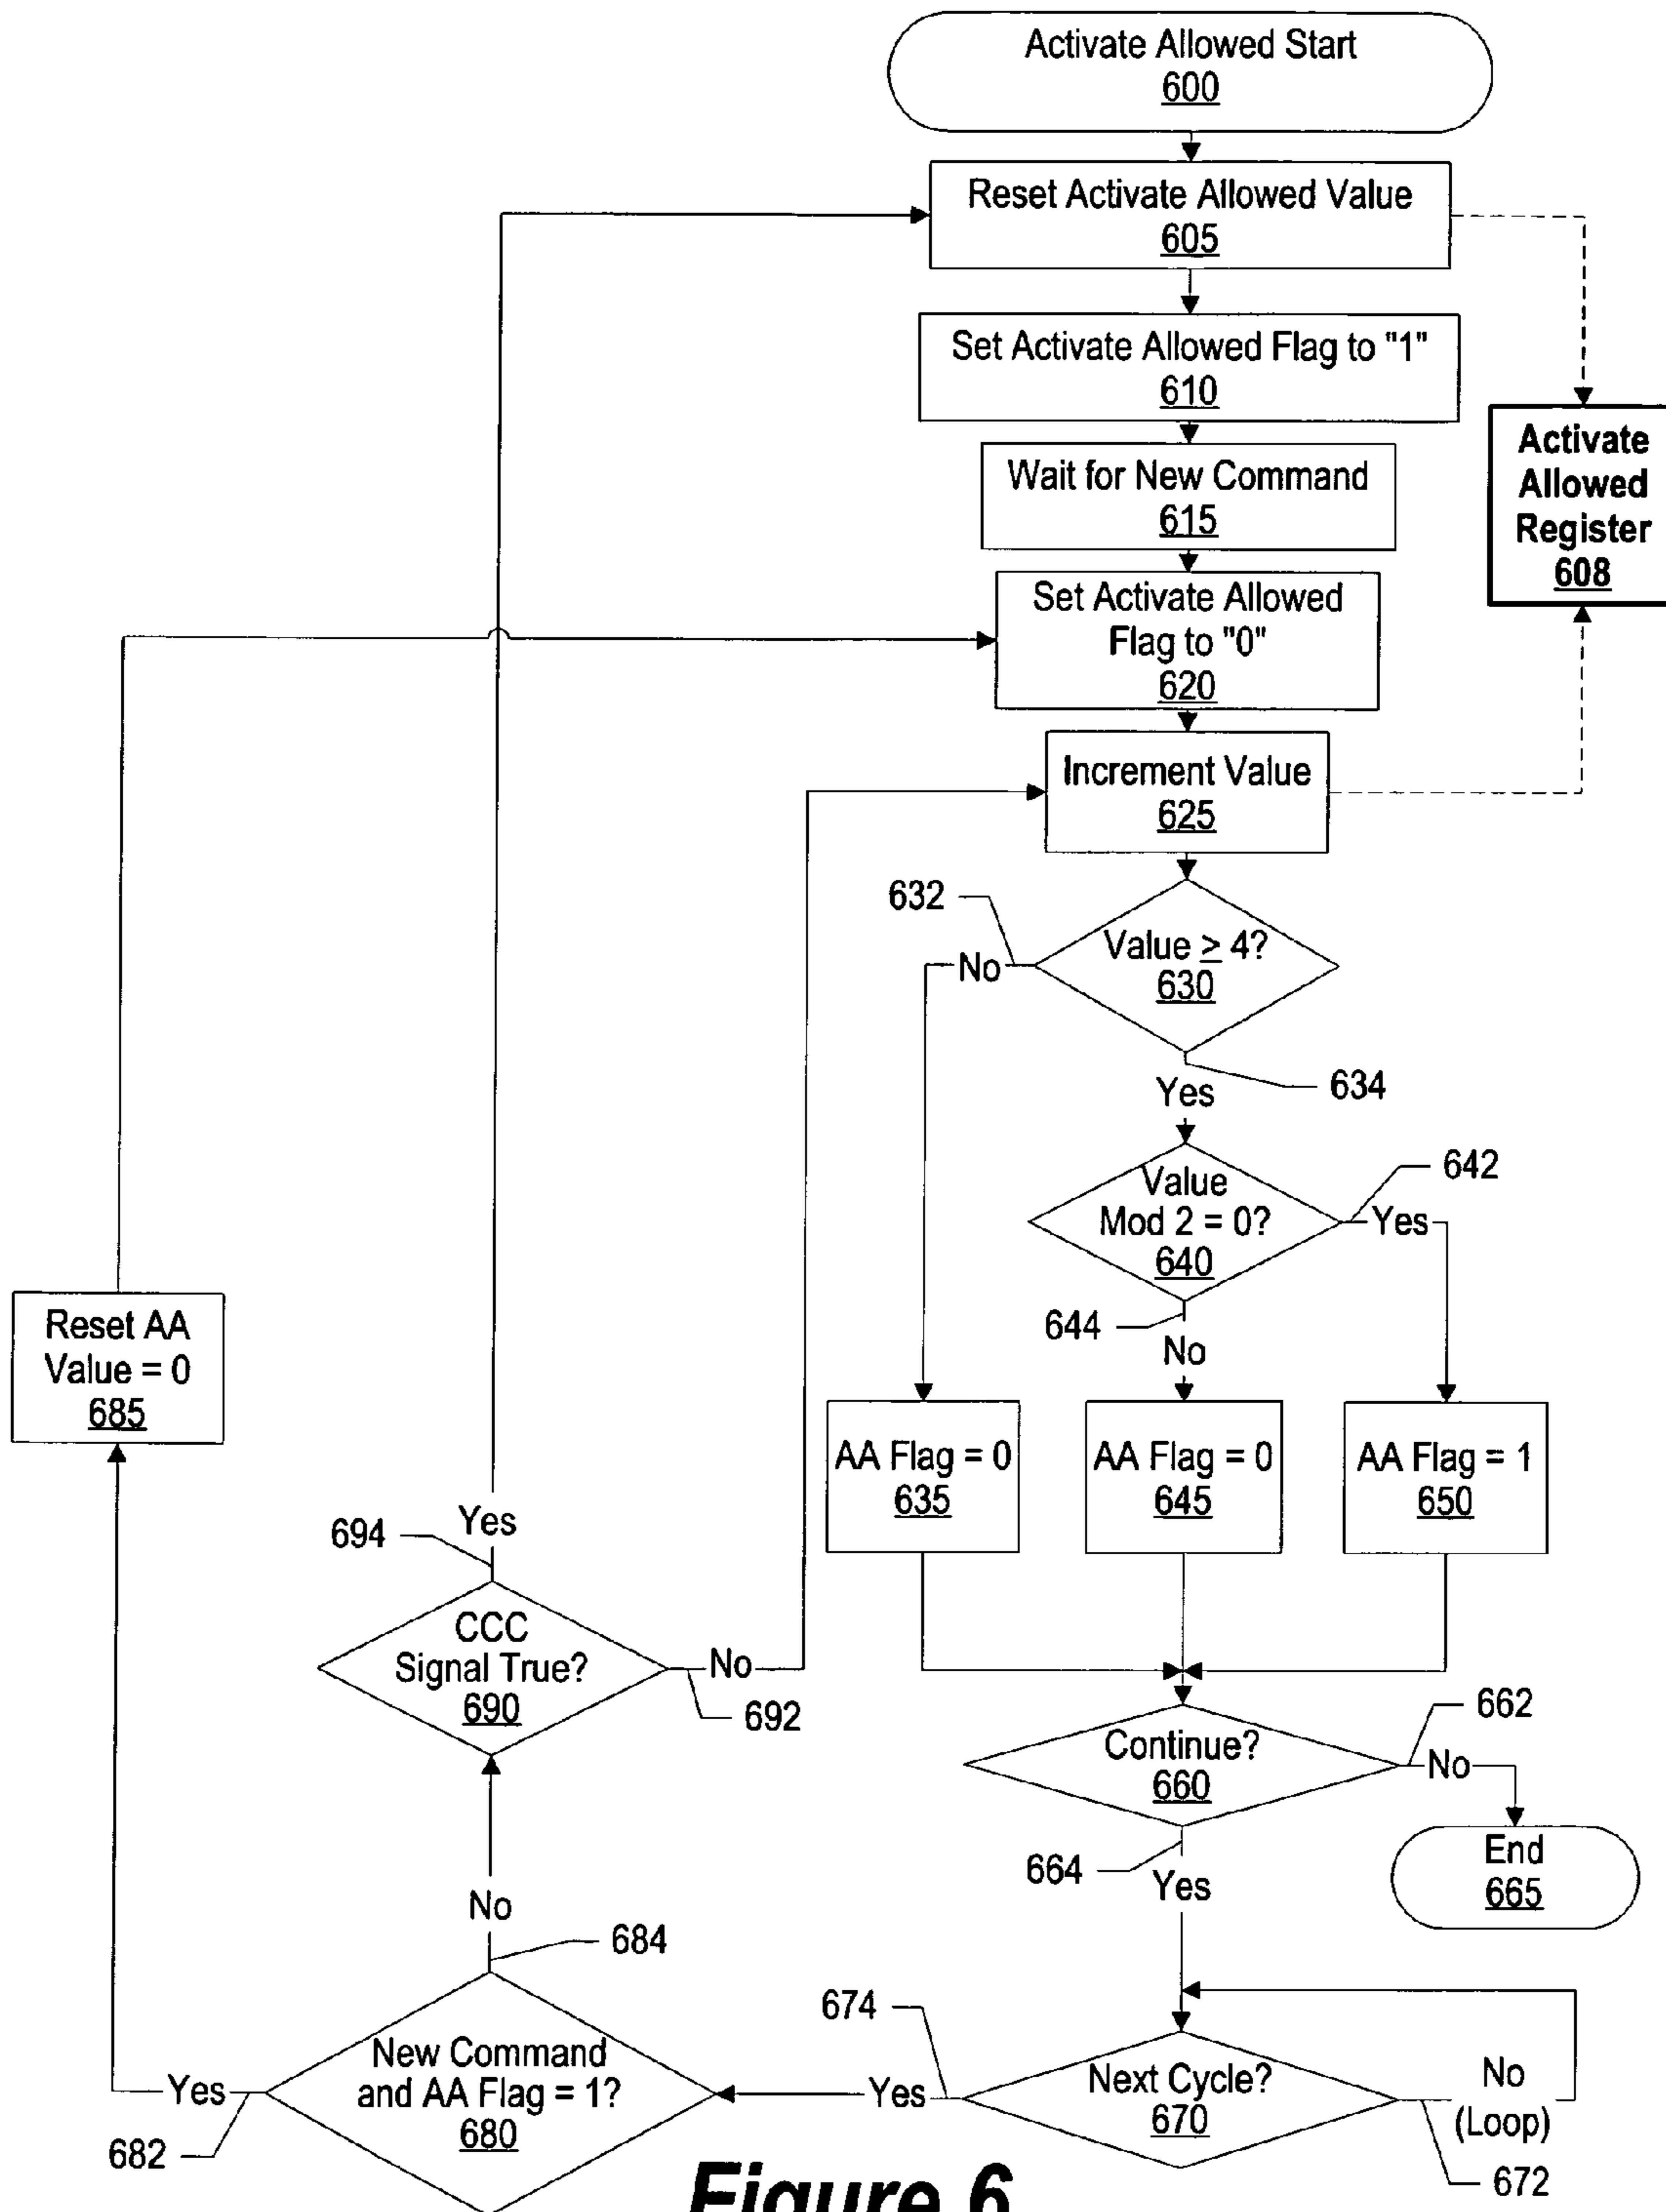 Activate Allowed Start
600
Reset Activate Allowed Value
605
Set Activate Allowed Flag to "1"
610
Activate
Allowed
Register
608
Wait for New Command
615
Set Activate Allowed
Flag to "0"
620
Increment Value
625
632
Value ≥ 4?
630
No
634
Yes
642
Value
Mod 2 = 0?
640
Yes
644
No
Reset AA
Value = 0
685
AA Flag = 0
635
AA Flag = 0
645
AA Flag = 1
650
694
Yes
CCC
Signal True?
690
No
692
662
Continue?
660
No
664
Yes
End
665
No
684
674
New Command
and AA Flag = 1?
680
Yes
682
Yes
Next Cycle?
670
No
(Loop)
672
Figure 6